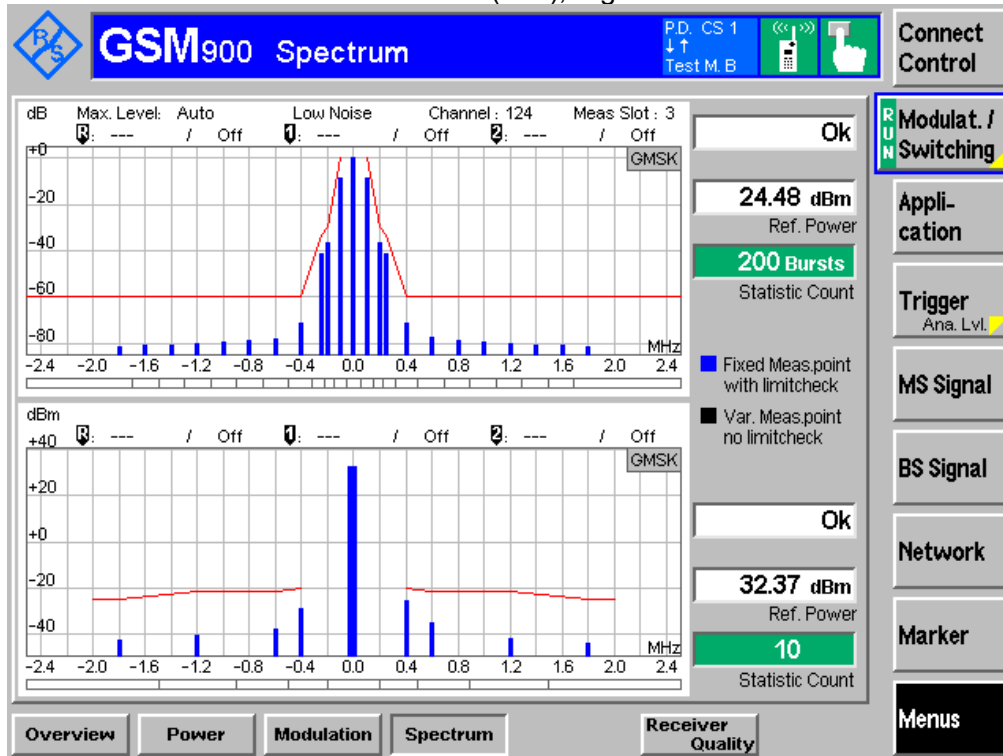 R&S
GSM900 Spectrum
P.D. CS 1
Test M. B
Connect Control
dB Max. Level: Auto Low Noise Channel : 124 Meas Slot : 3
R: --- / Off 1: --- / Off 2: --- / Off
+0
GMSK
-20
-40
-60
-80
MHz
-2.4 -2.0 -1.6 -1.2 -0.8 -0.4 0.0 0.4 0.8 1.2 1.6 2.0 2.4
Ok
24.48 dBm
Ref. Power
200 Bursts
Statistic Count
Fixed Meas.point
with limitcheck
Var. Meas.point
no limitcheck
dBm
+40 R: --- / Off 1: --- / Off 2: --- / Off
GMSK
+20
+0
-20
-40
MHz
-2.4 -2.0 -1.6 -1.2 -0.8 -0.4 0.0 0.4 0.8 1.2 1.6 2.0 2.4
Ok
32.37 dBm
Ref. Power
10
Statistic Count
RUN
Modulat. /
Switching
Appli-
cation
Trigger
Ana. Lvl.
MS Signal
BS Signal
Network
Marker
Menus
Overview Power Modulation Spectrum Receiver
Quality